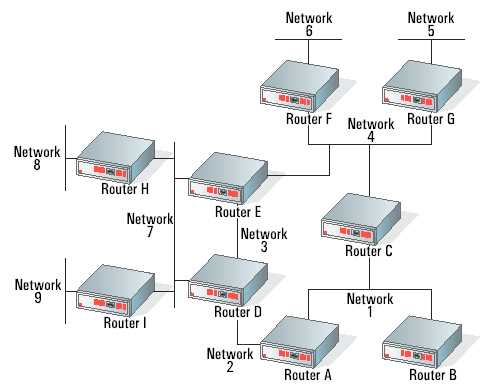 Network
6
Network
5
Router F
Router G
Network
4
Network
8
Router H
Router E
Network
7
Network
3
Router C
Network
9
Router I
Router D
Network
1
Network
2
Router A
Router B